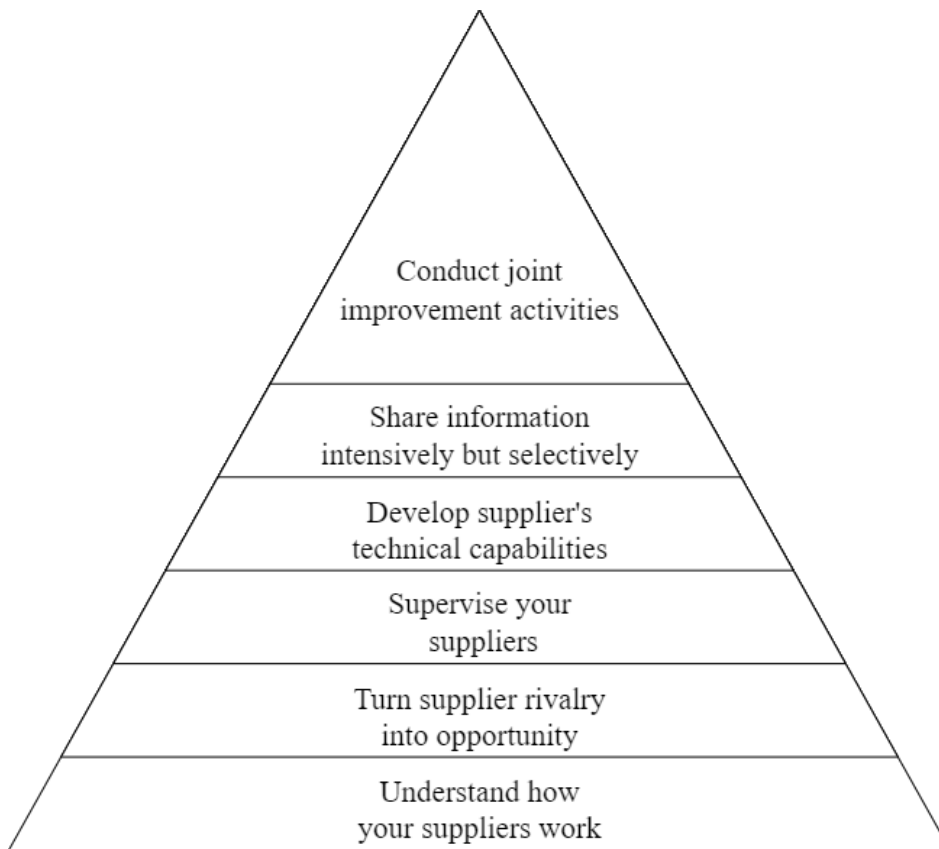 Conduct joint
improvement activities
Share information
intensively but selectively
Develop supplier's
technical capabilities
Supervise your
suppliers
Turn supplier rivalry
into opportunity
Understand how
your suppliers work